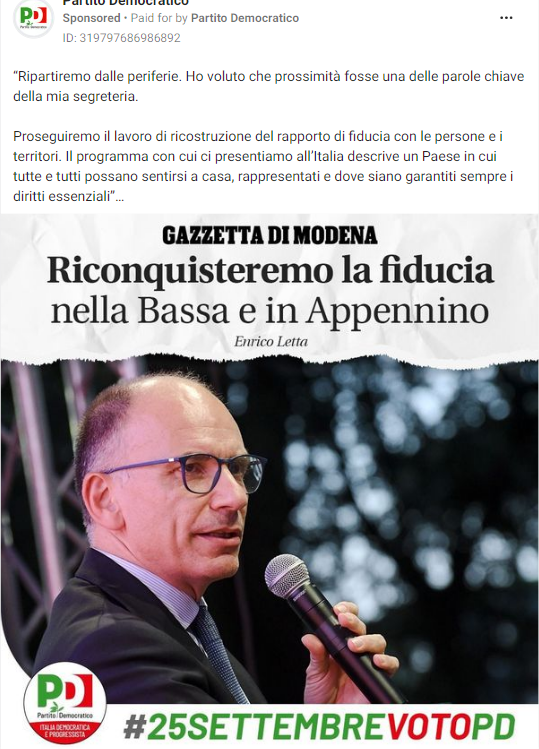 Partito Democratico
Sponsored • Paid for by Partito Democratico
ID: 319797686986892
“Ripartiremo dalle periferie. Ho voluto che prossimità fosse una delle parole chiave
della mia segreteria.
Proseguiremo il lavoro di ricostruzione del rapporto di fiducia con le persone e i
territori. Il programma con cui ci presentiamo all’Italia descrive un Paese in cui
tutte e tutti possano sentirsi a casa, rappresentati e dove siano garantiti sempre i
diritti essenziali”...
GAZZETTA DI MODENA
Riconquisteremo la fiducia
nella Bassa e in Appennino
Enrico Letta
PD
Partito Democratico
ITALIA DEMOCRATICA
E PROGRESSISTA
#25SETTEMBREVOTOPD